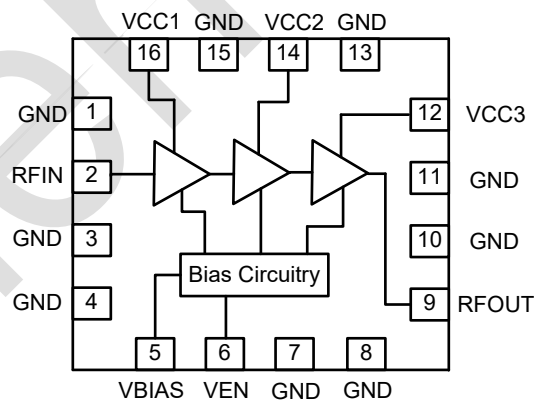 VCC1 GND VCC2 GND
16 15 14 13
GND 1
12 VCC3
RFIN 2
11 GND
GND 3
10 GND
Bias Circuitry
GND 4
9 RFOUT
5 6 7 8
VBIAS VEN GND GND